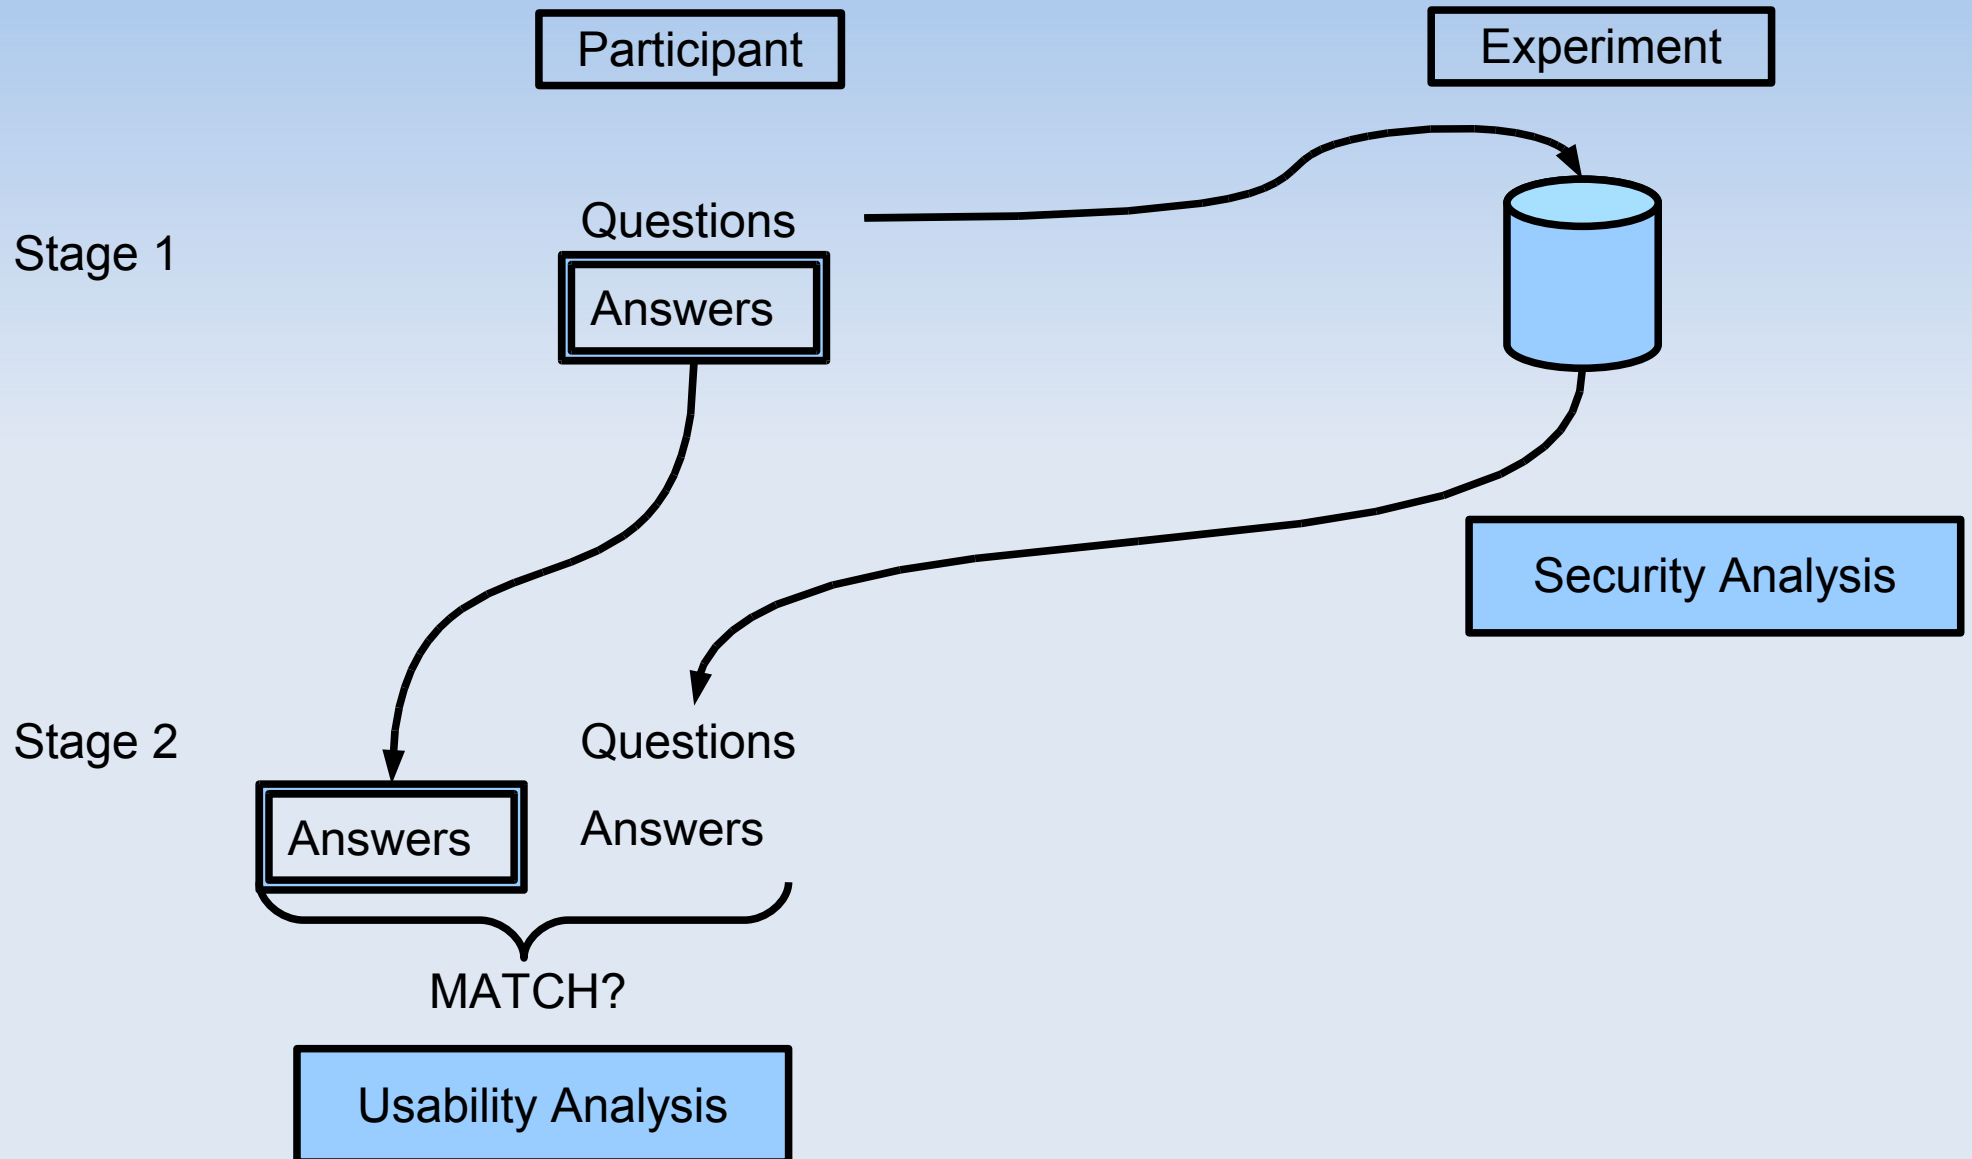 Participant
Experiment
Questions
Stage 1
Answers
Security Analysis
Stage 2
Questions
Answers
Answers
MATCH?
Usability Analysis